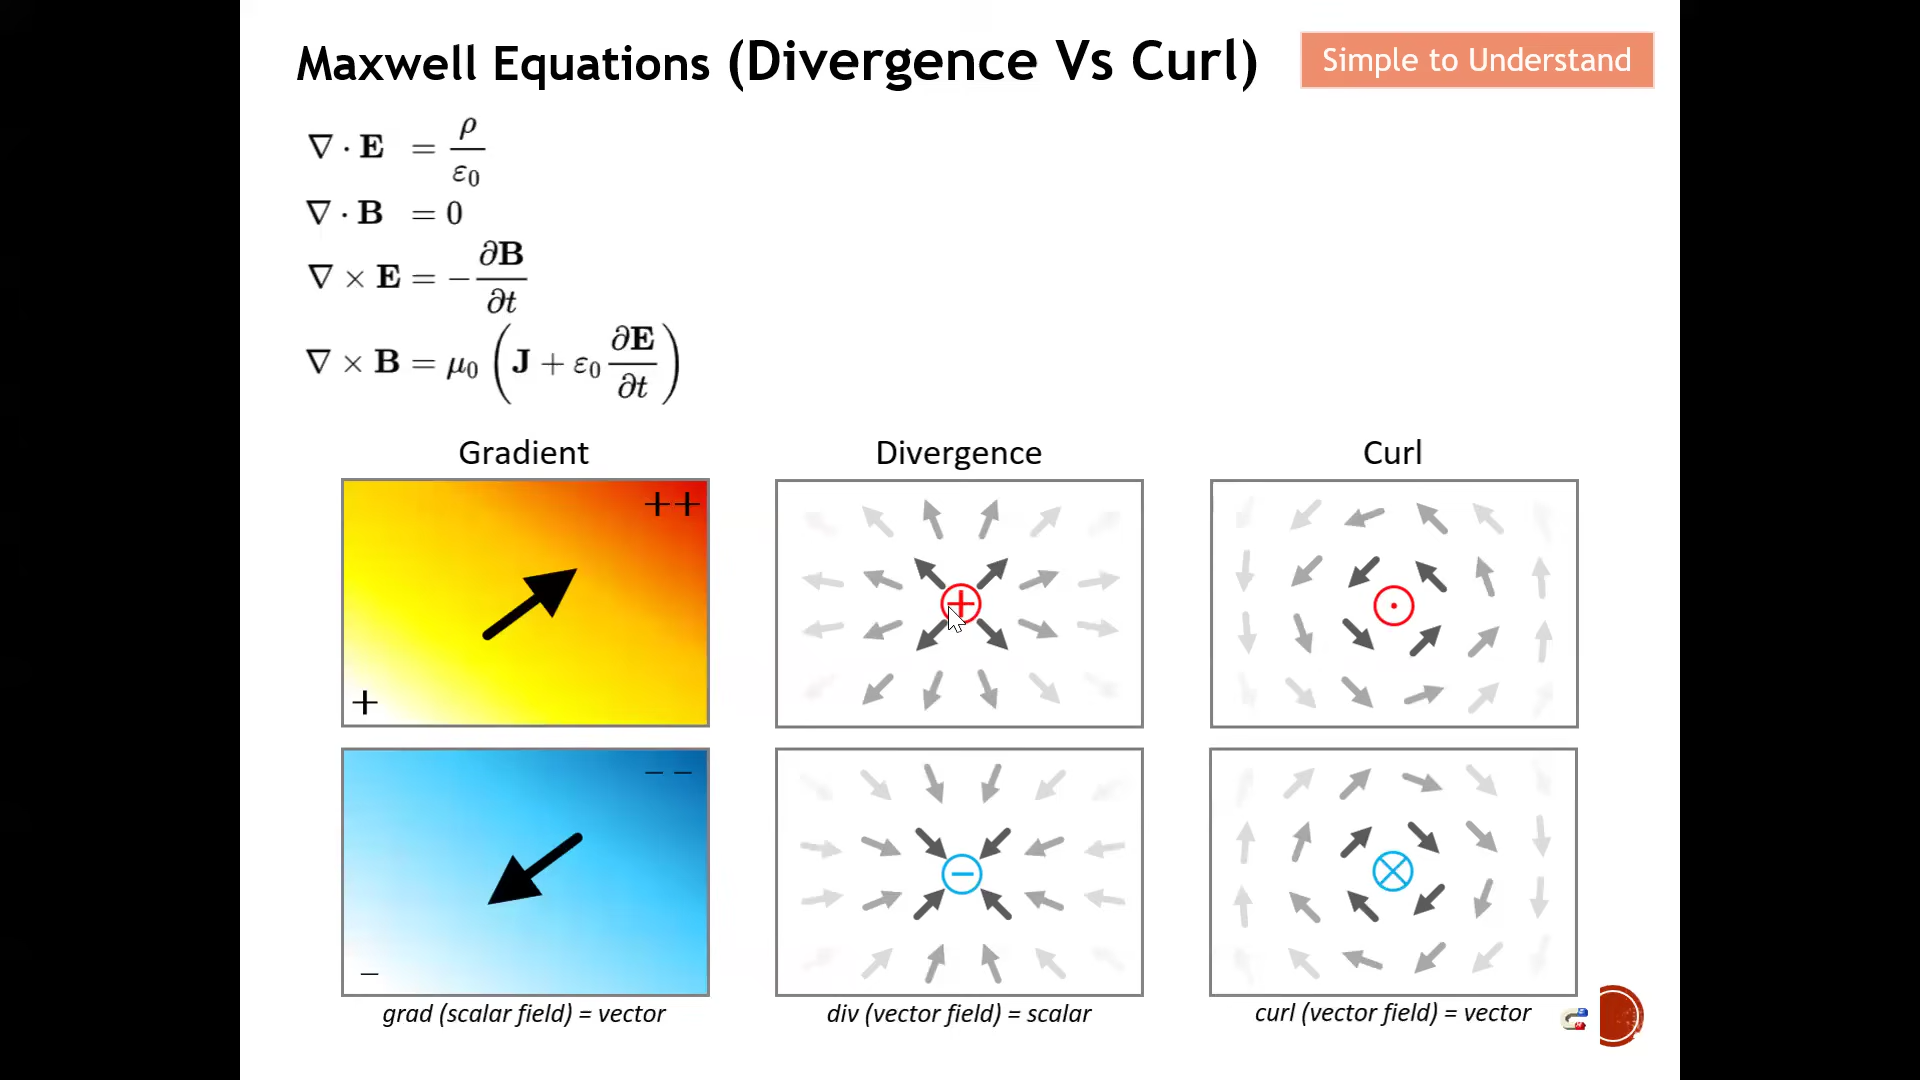 Maxwell Equations (Divergence Vs Curl)
Simple to Understand
∇ · E = ρ/ε₀
∇ · B = 0
∇ × E = −∂B/∂t
∇ × B = μ₀ (J + ε₀ ∂E/∂t)
Gradient
Divergence
Curl
++
+
+
− −
−
−
grad (scalar field) = vector
div (vector field) = scalar
curl (vector field) = vector